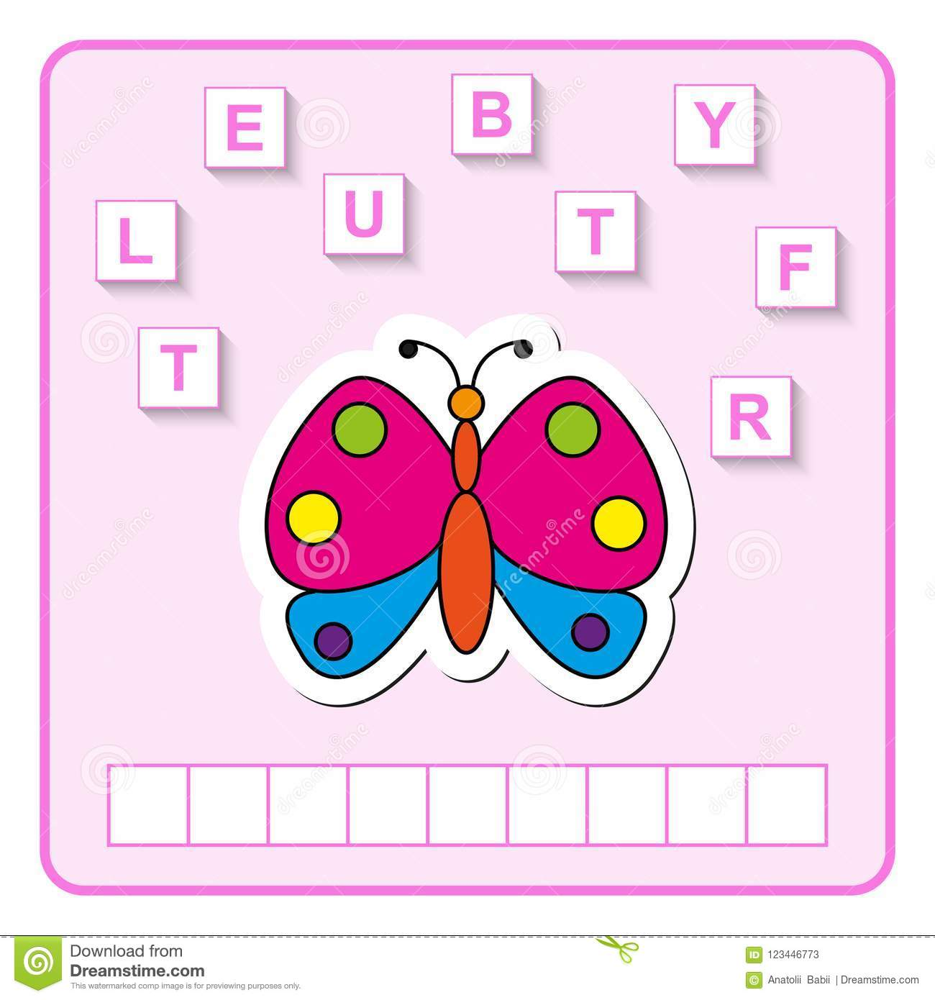 E
B
Y
L
U
T
F
T
R
Download from
Dreamstime.com
This watermarked comp image is for previewing purposes only.
ID 123446773
© Anatolii Babii | Dreamstime.com
dreamstime